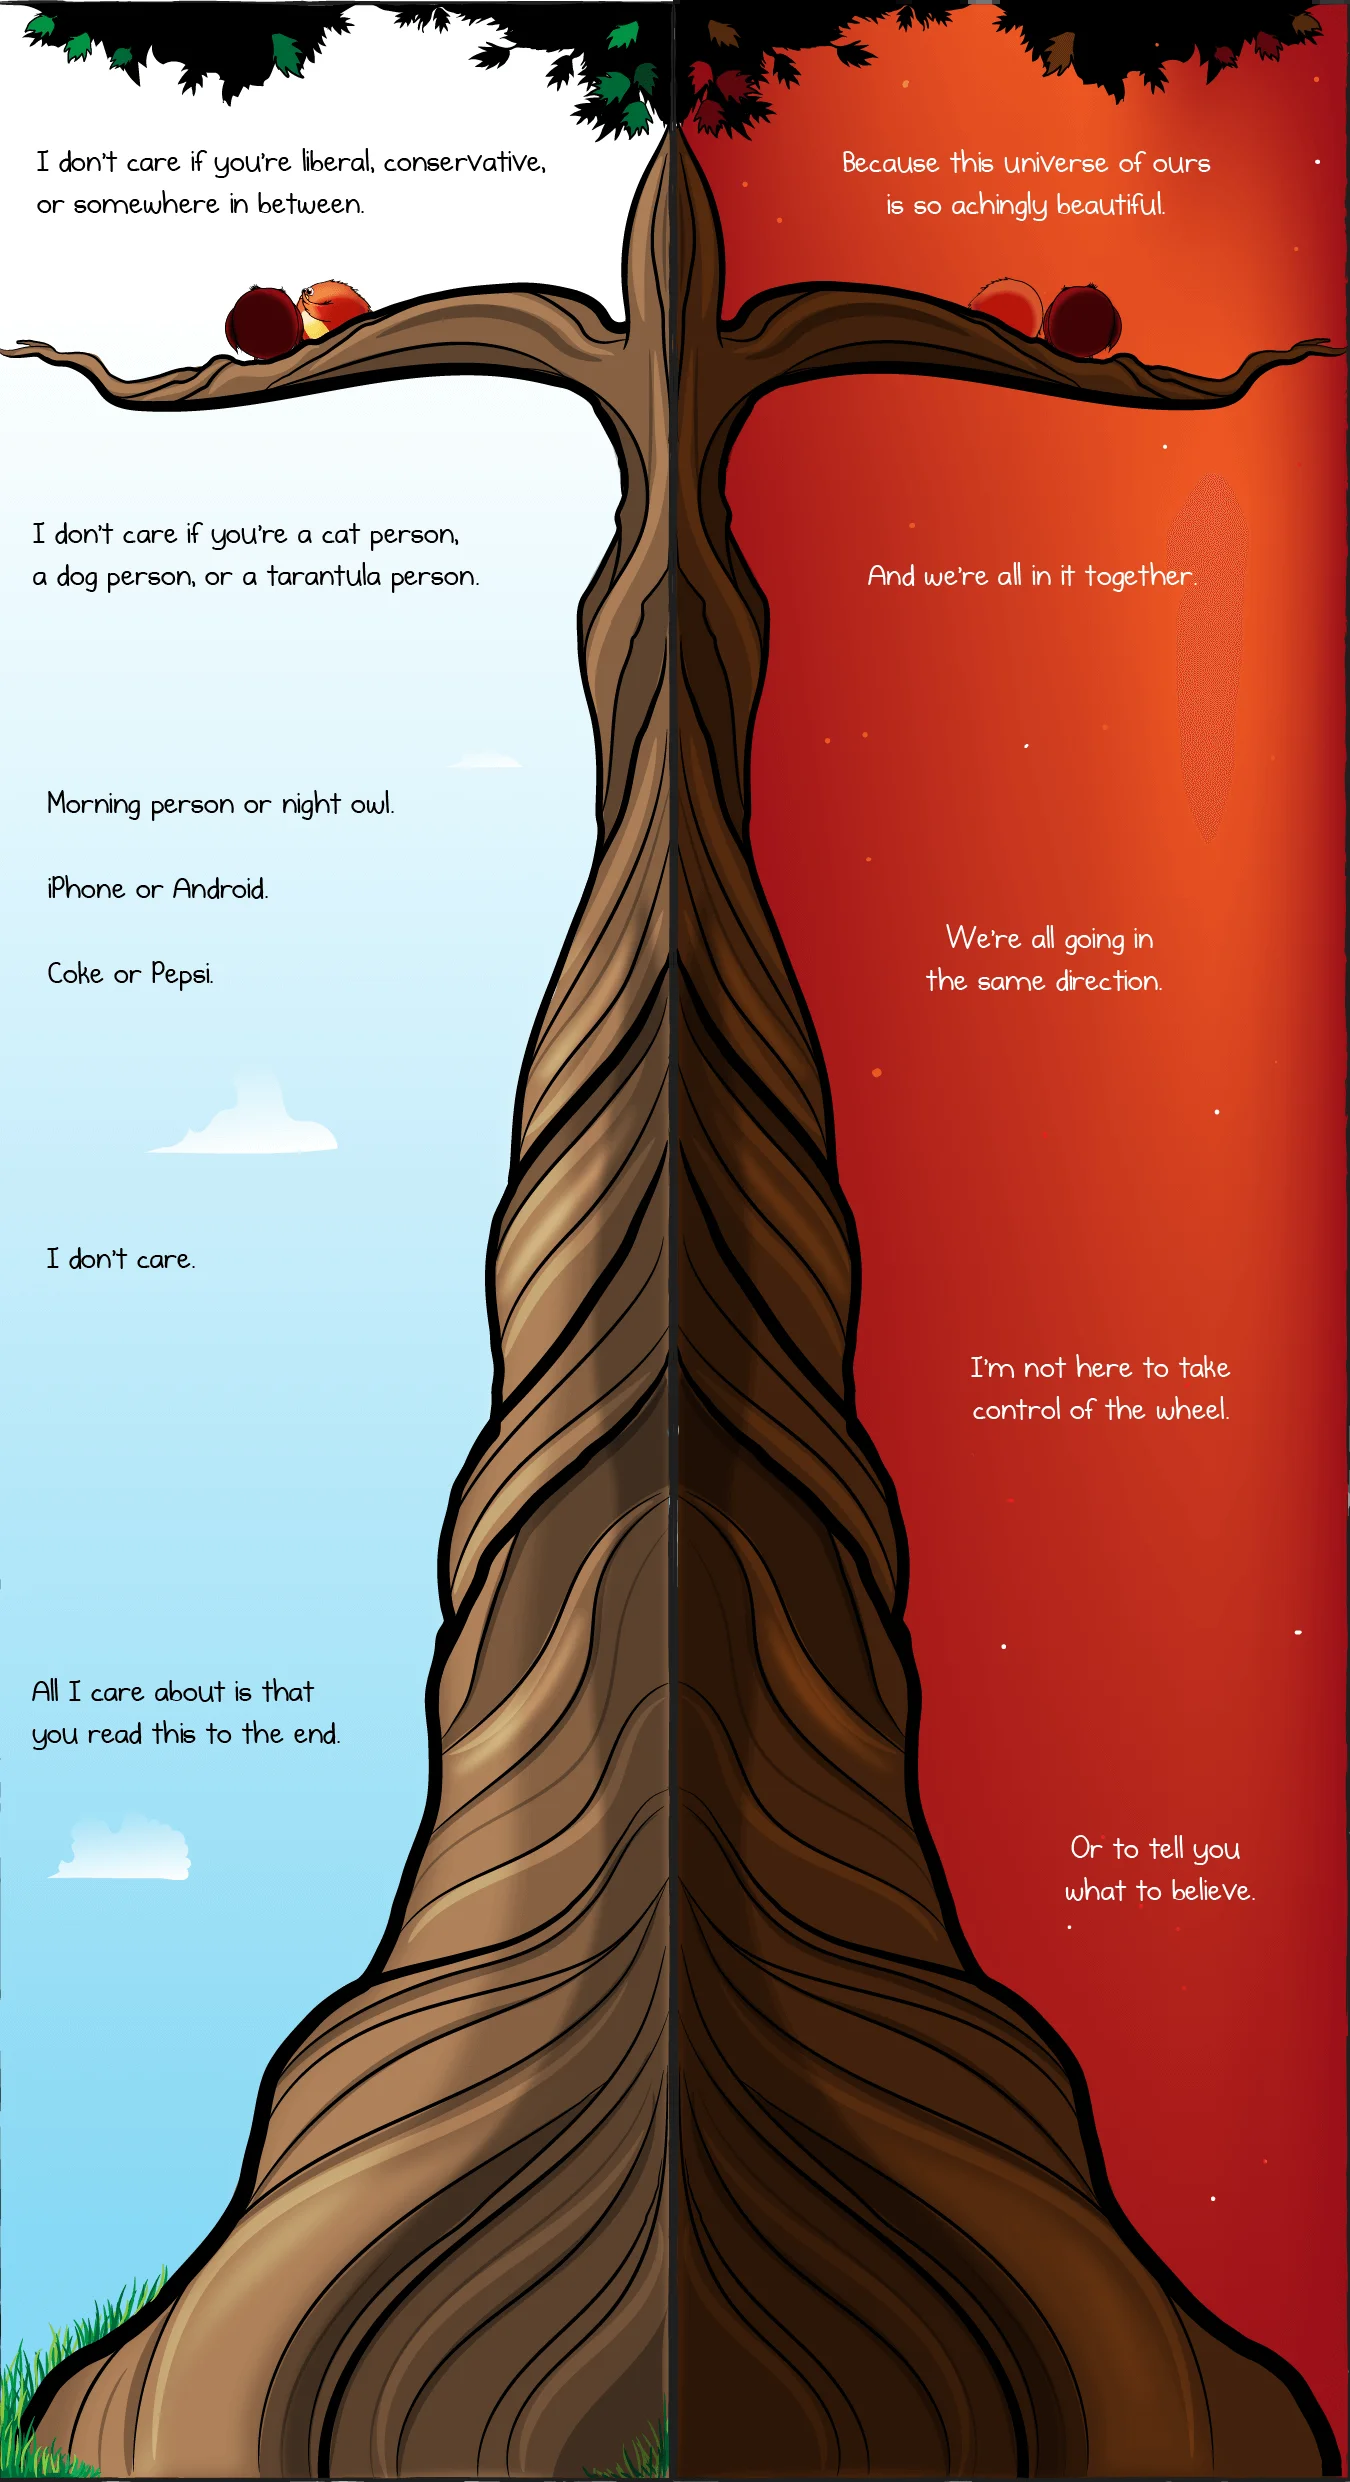 I don't care if you're liberal, conservative,
or somewhere in between.
I don't care if you're a cat person,
a dog person, or a tarantula person.
Morning person or night owl.
iPhone or Android.
Coke or Pepsi.
I don't care.
All I care about is that
you read this to the end.
Because this universe of ours
is so achingly beautiful.
And we're all in it together.
We're all going in
the same direction.
I'm not here to take
control of the wheel.
Or to tell you
what to believe.